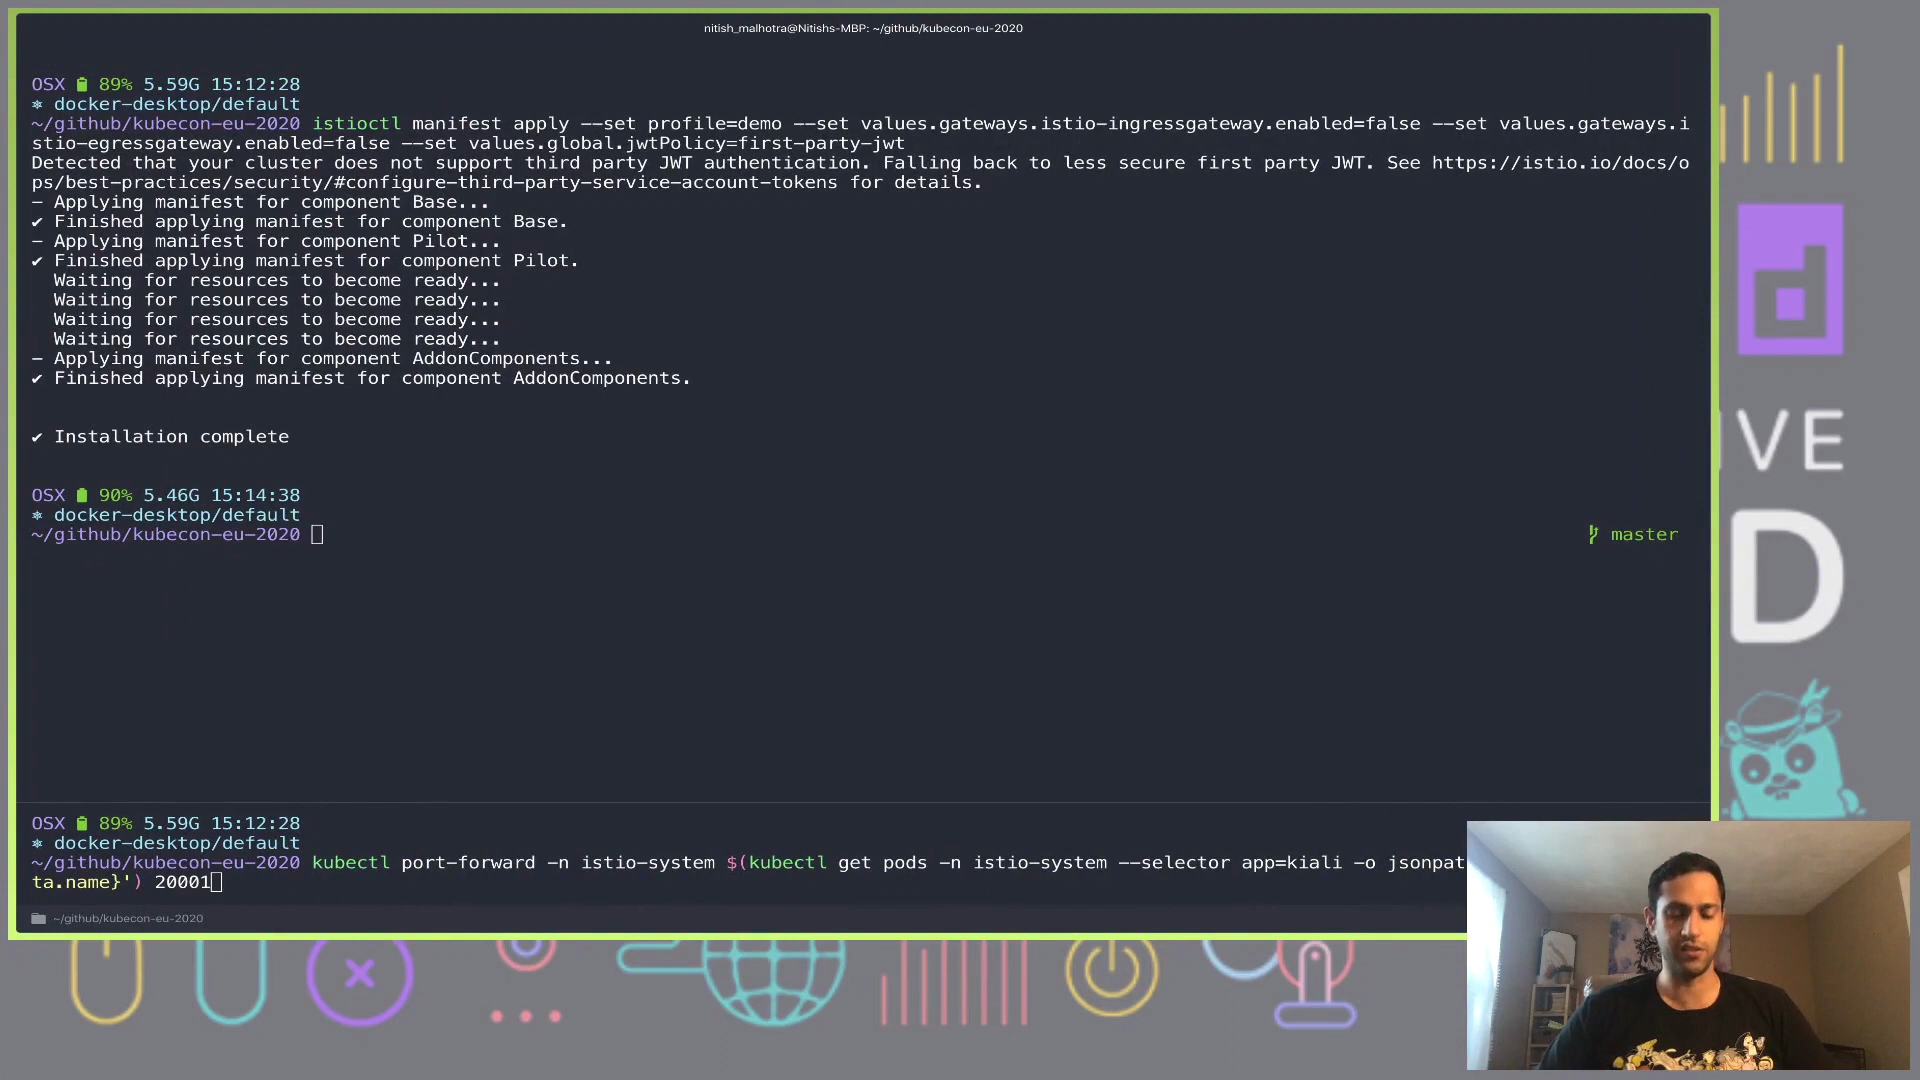 nitish_malhotra@Nitishs-MBP: ~/github/kubecon-eu-2020
OSX 89% 5.59G 15:12:28
⎈ docker-desktop/default
~/github/kubecon-eu-2020 istioctl manifest apply --set profile=demo --set values.gateways.istio-ingressgateway.enabled=false --set values.gateways.i
stio-egressgateway.enabled=false --set values.global.jwtPolicy=first-party-jwt
Detected that your cluster does not support third party JWT authentication. Falling back to less secure first party JWT. See https://istio.io/docs/o
ps/best-practices/security/#configure-third-party-service-account-tokens for details.
- Applying manifest for component Base...
✔ Finished applying manifest for component Base.
- Applying manifest for component Pilot...
✔ Finished applying manifest for component Pilot.
Waiting for resources to become ready...
Waiting for resources to become ready...
Waiting for resources to become ready...
Waiting for resources to become ready...
- Applying manifest for component AddonComponents...
✔ Finished applying manifest for component AddonComponents.
✔ Installation complete
OSX 90% 5.46G 15:14:38
⎈ docker-desktop/default
~/github/kubecon-eu-2020
master
OSX 89% 5.59G 15:12:28
⎈ docker-desktop/default
~/github/kubecon-eu-2020 kubectl port-forward -n istio-system $(kubectl get pods -n istio-system --selector app=kiali -o jsonpat
ta.name}') 20001
~/github/kubecon-eu-2020
VE
D